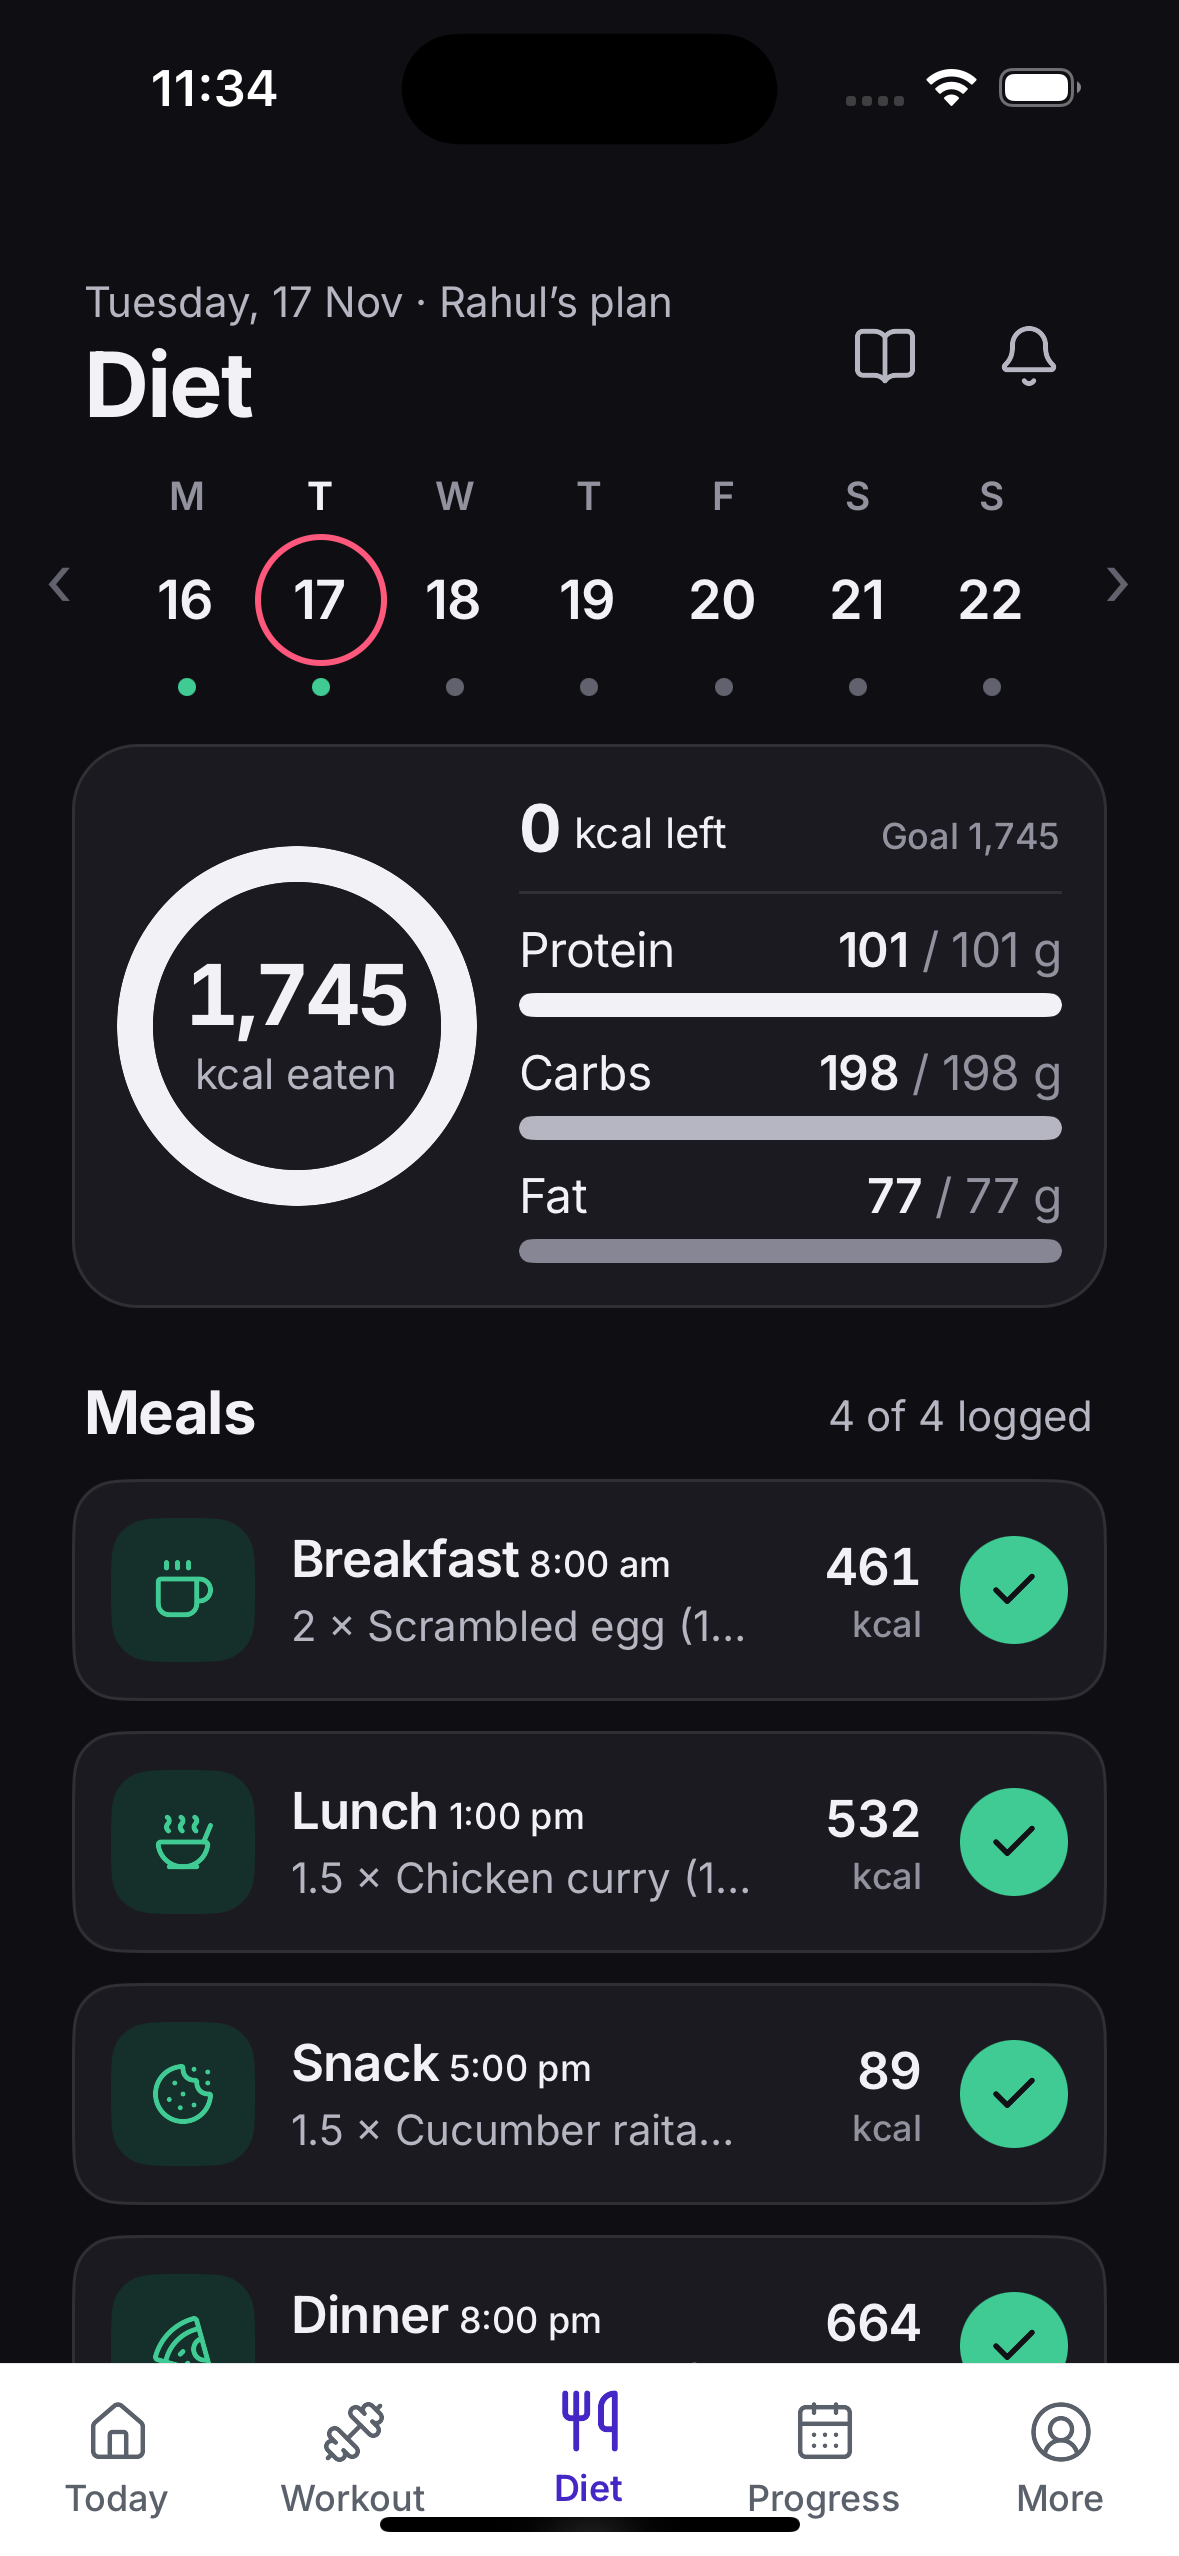 11:34
Tuesday, 17 Nov · Rahul’s plan
Diet
M T W T F S S
16 17 18 19 20 21 22
0 kcal left Goal 1,745
1,745
kcal eaten
Protein 101 / 101 g
Carbs 198 / 198 g
Fat 77 / 77 g
Meals 4 of 4 logged
Breakfast 8:00 am 461
2 × Scrambled egg (1... kcal
Lunch 1:00 pm 532
1.5 × Chicken curry (1... kcal
Snack 5:00 pm 89
1.5 × Cucumber raita... kcal
Dinner 8:00 pm 664
Today Workout Diet Progress More